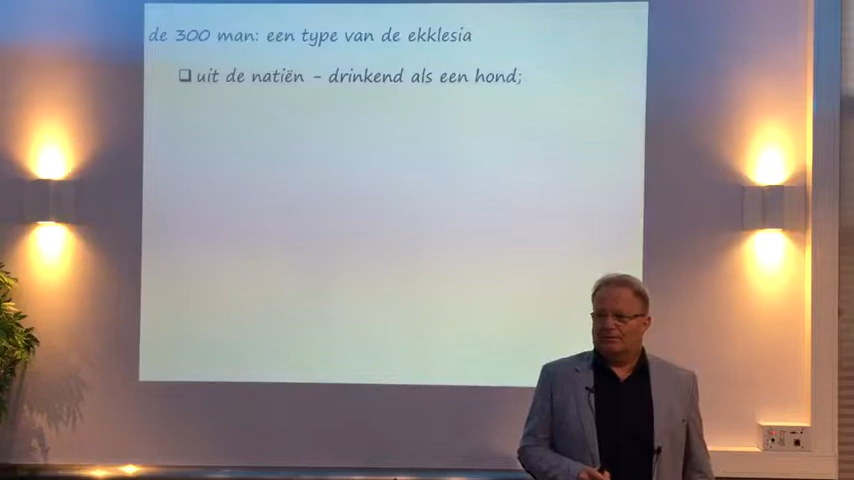 de 300 man: een type van de ekklesia
uit de natiën - drinkend als een hond;